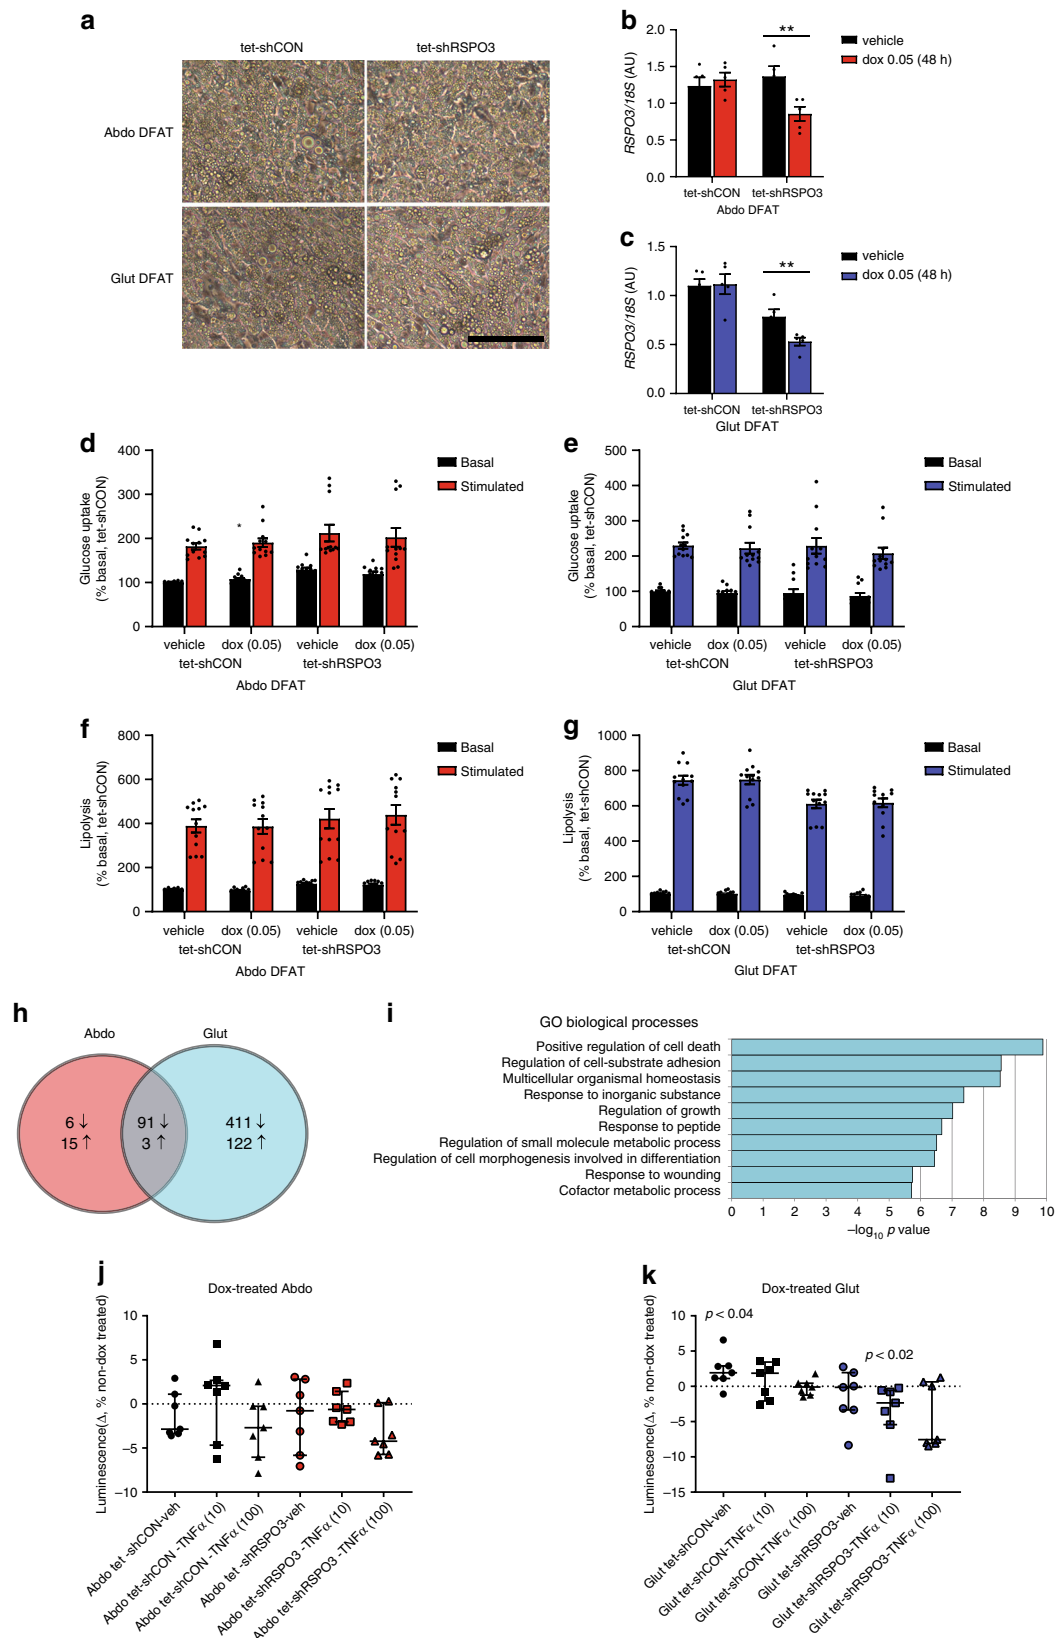 a
tet-shCON
tet-shRSPO3
Abdo DFAT
Glut DFAT
b
RSPO3/18S (AU)
2.0
1.5
1.0
0.5
0.0
**
vehicle
dox 0.05 (48 h)
tet-shCON
tet-shRSPO3
Abdo DFAT
c
RSPO3/18S (AU)
1.5
1.0
0.5
0.0
**
vehicle
dox 0.05 (48 h)
tet-shCON
tet-shRSPO3
Glut DFAT
d
Glucose uptake
(% basal, tet-shCON)
400
300
200
100
0
*
Basal
Stimulated
vehicle
dox (0.05)
vehicle
dox (0.05)
tet-shCON
tet-shRSPO3
Abdo DFAT
e
Glucose uptake
(% basal, tet-shCON)
500
400
300
200
100
0
Basal
Stimulated
vehicle
dox (0.05)
vehicle
dox (0.05)
tet-shCON
tet-shRSPO3
Glut DFAT
f
Lipolysis
(% basal, tet-shCON)
800
600
400
200
0
Basal
Stimulated
vehicle
dox (0.05)
vehicle
dox (0.05)
tet-shCON
tet-shRSPO3
Abdo DFAT
g
Lipolysis
(% basal, tet-shCON)
1000
800
600
400
200
0
Basal
Stimulated
vehicle
dox (0.05)
vehicle
dox (0.05)
tet-shCON
tet-shRSPO3
Glut DFAT
h
Abdo
Glut
6 ↓
15 ↑
91 ↓
3 ↑
411 ↓
122 ↑
i
GO biological processes
Positive regulation of cell death
Regulation of cell-substrate adhesion
Multicellular organismal homeostasis
Response to inorganic substance
Regulation of growth
Response to peptide
Regulation of small molecule metabolic process
Regulation of cell morphogenesis involved in differentiation
Response to wounding
Cofactor metabolic process
0 1 2 3 4 5 6 7 8 9 10
−log10 p value
j
Dox-treated Abdo
Luminescence(Δ, % non-dox treated)
10
5
0
−5
−10
Abdo tet -shCON-veh
Abdo tet-shCON -TNFα (10)
Abdo tet-shCON -TNFα (100)
Abdo tet -shRSPO3-veh
Abdo tet-shRSPO3 -TNFα (10)
Abdo tet-shRSPO3 -TNFα (100)
k
Dox-treated Glut
Luminescence(Δ, % non-dox treated)
10
5
0
−5
−10
−15
p < 0.04
p < 0.02
Glut tet-shCON-veh
Glut tet-shCON-TNFα (10)
Glut tet-shCON-TNFα (100)
Glut tet-shRSPO3-veh
Glut tet-shRSPO3-TNFα (10)
Glut tet-shRSPO3-TNFα (100)